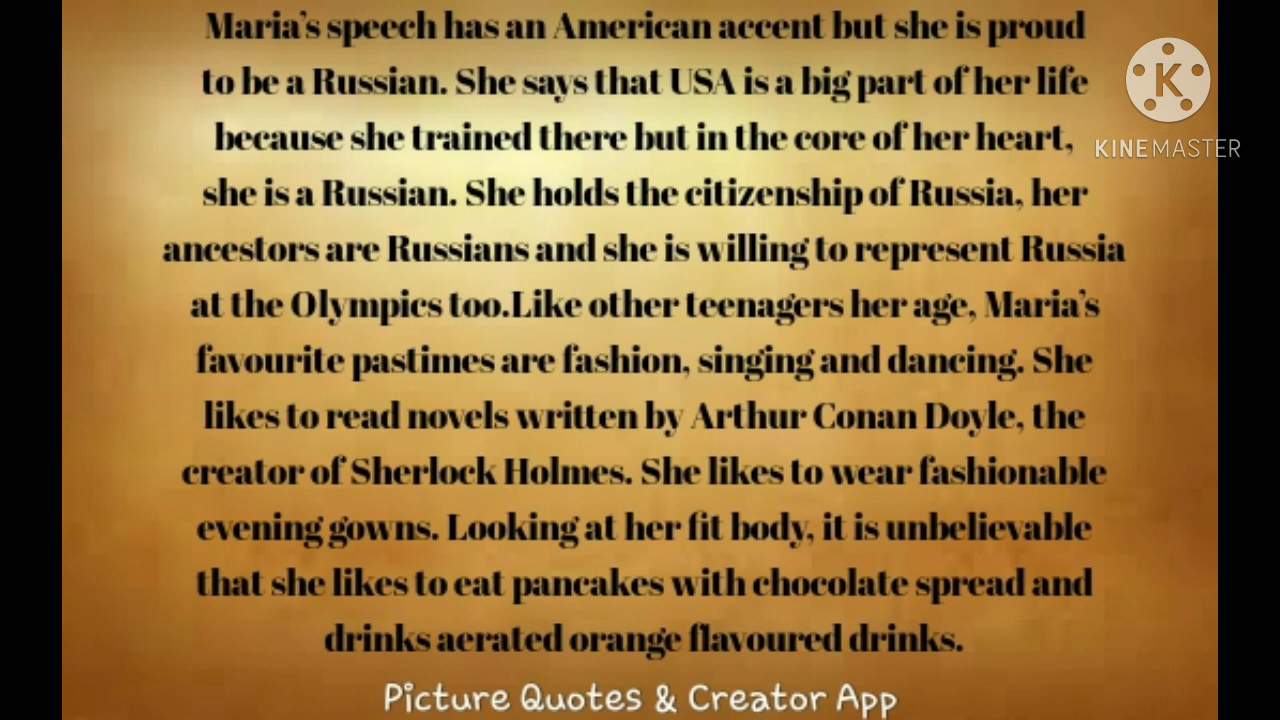 Maria's speech has an American accent but she is proud
to be a Russian. She says that USA is a big part of her life
because she trained there but in the core of her heart,
she is a Russian. She holds the citizenship of Russia, her
ancestors are Russians and she is willing to represent Russia
at the Olympics too.Like other teenagers her age, Maria's
favourite pastimes are fashion, singing and dancing. She
likes to read novels written by Arthur Conan Doyle, the
creator of Sherlock Holmes. She likes to wear fashionable
evening gowns. Looking at her fit body, it is unbelievable
that she likes to eat pancakes with chocolate spread and
drinks aerated orange flavoured drinks.
Picture Quotes & Creator App
K
KINEMASTER